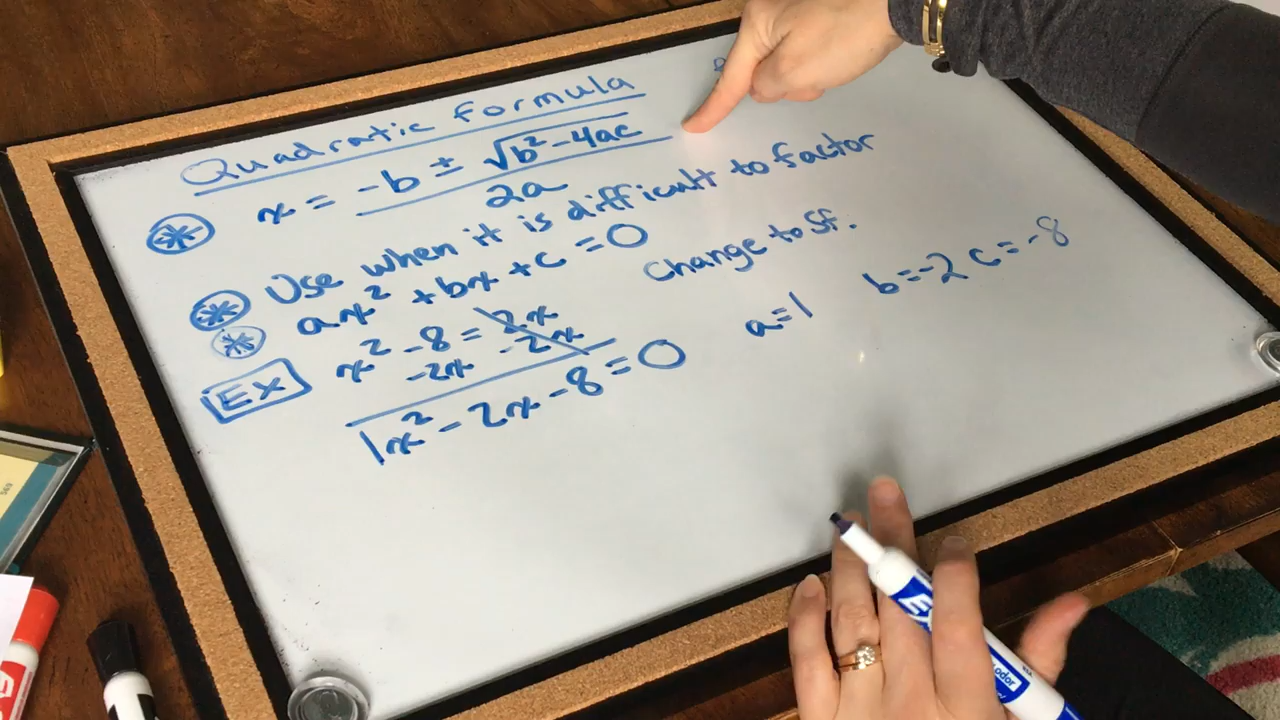 Quadratic Formula
x = -b ± √b² - 4ac
2a
Use when it is difficult to factor
ax² + bx + c = 0
Change to Sf.
EX x² - 8 = 2x
-2x -2x
1x² - 2x - 8 = 0
a=1 b=-2 c=-8